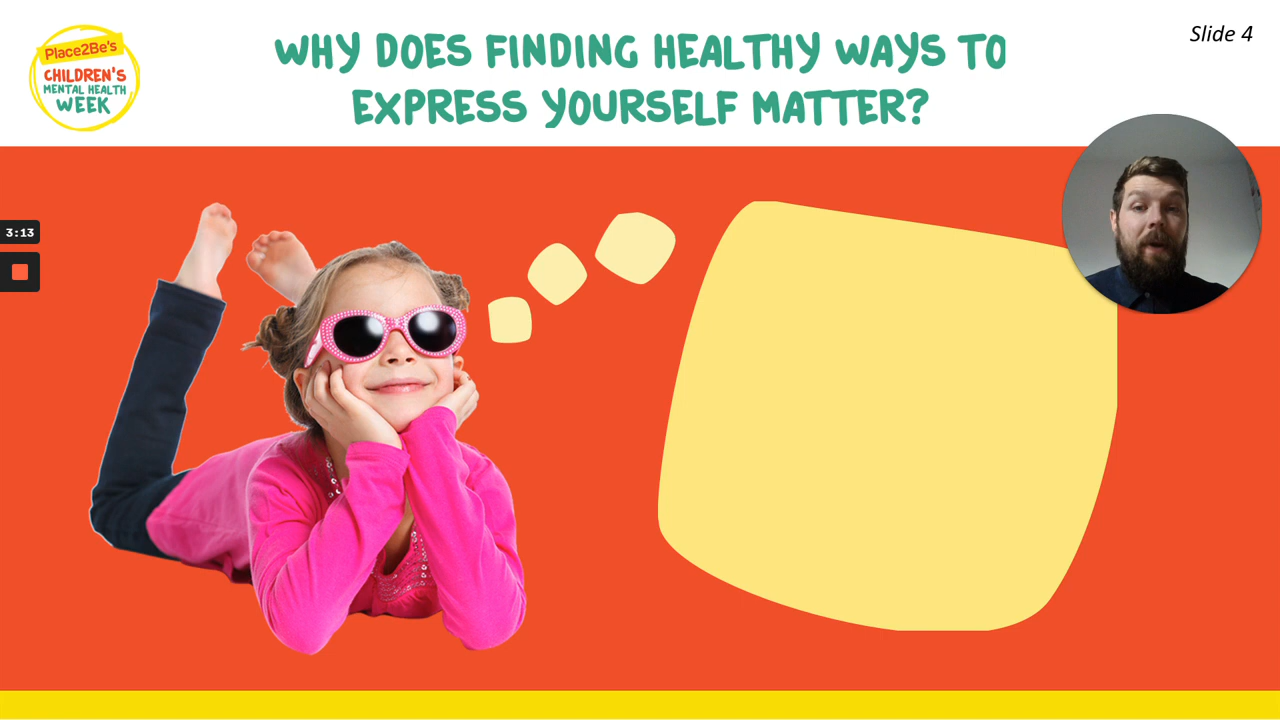 Place2Be's
CHILDREN'S
MENTAL HEALTH
WEEK
WHY DOES FINDING HEALTHY WAYS TO
EXPRESS YOURSELF MATTER?
Slide 4
3:13